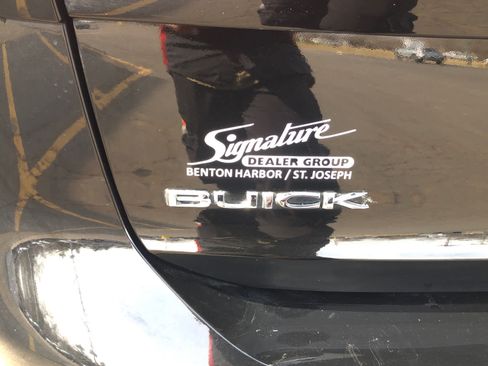 Signature
DEALER GROUP
BENTON HARBOR / ST. JOSEPH
BUICK